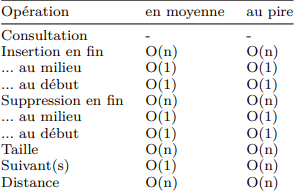 Opération en moyenne au pire
Consultation - -
Insertion en fin O(n) O(n)
... au milieu O(1) O(1)
... au début O(1) O(1)
Suppression en fin O(n) O(n)
... au milieu O(1) O(1)
... au début O(1) O(1)
Taille O(n) O(n)
Suivant(s) O(1) O(n)
Distance O(n) O(n)